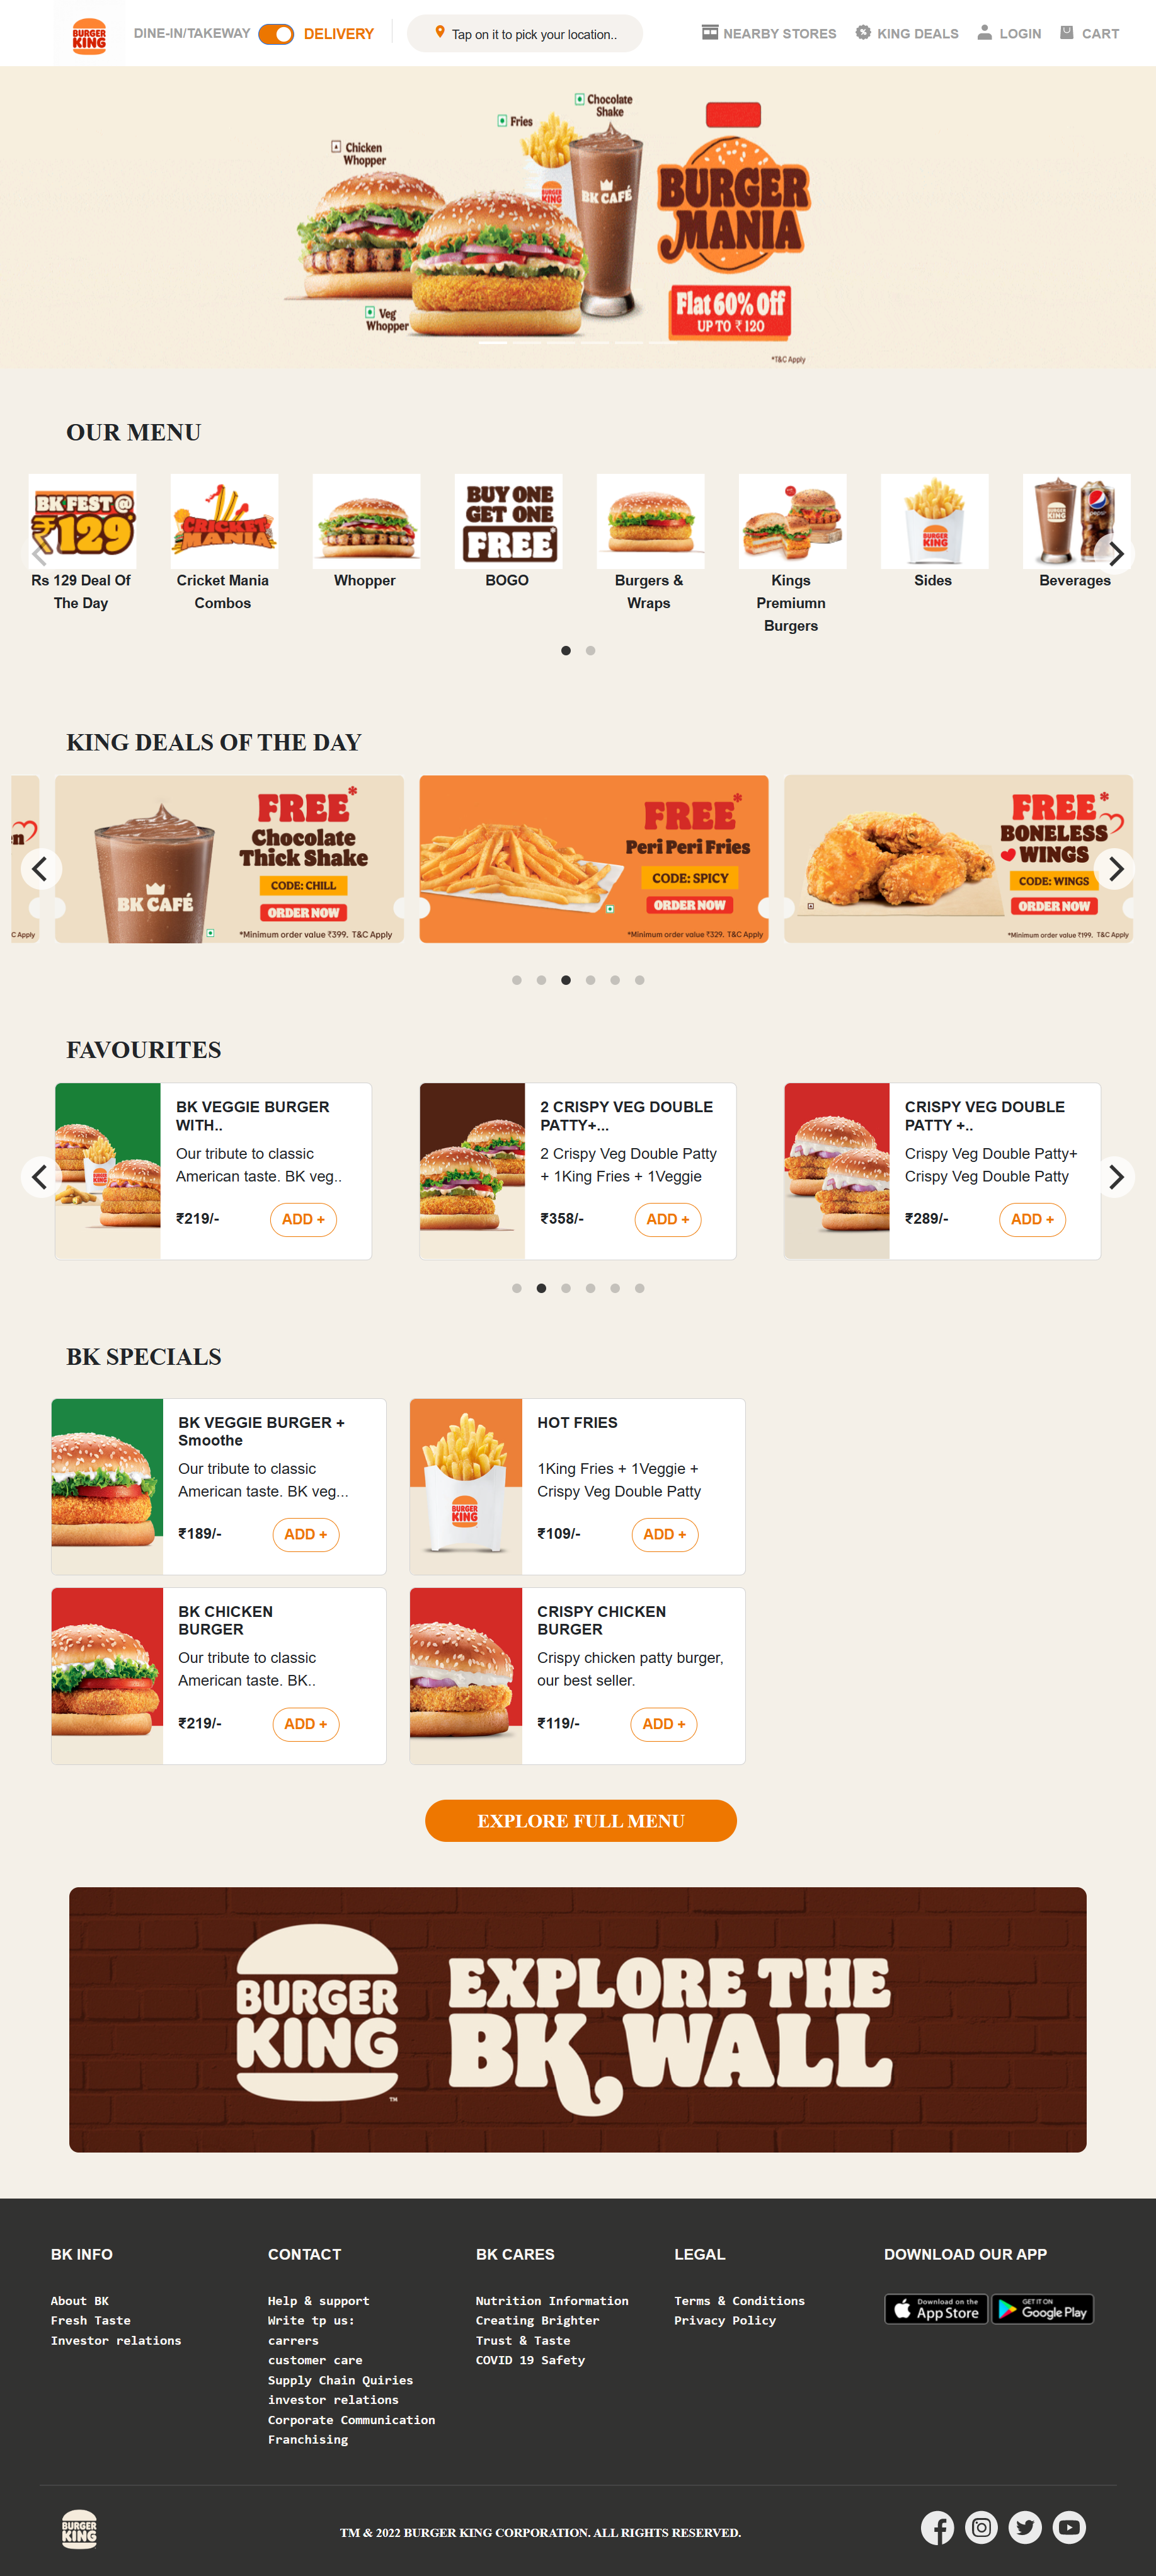 BURGER
KING
DINE-IN/TAKEWAY
DELIVERY
Tap on it to pick your location..
NEARBY STORES
KING DEALS
LOGIN
CART
Chocolate
Shake
Fries
Chicken
Whopper
BURGER
KING
BK CAFÉ
BURGER
MANIA
Veg
Whopper
Flat 60% Off
UP TO ₹ 120
*T&C Apply
OUR MENU
BK FEST @
₹129
CRICKET
MANIA
BUY ONE
GET ONE
FREE*
BURGER
KING
Rs 129 Deal Of
The Day
Cricket Mania
Combos
Whopper
BOGO
Burgers &
Wraps
Kings
Premiumn
Burgers
Sides
Beverages
KING DEALS OF THE DAY
en
C Apply
FREE*
Chocolate
Thick Shake
CODE: CHILL
ORDER NOW
BK CAFÉ
*Minimum order value ₹399. T&C Apply
FREE*
Peri Peri Fries
CODE: SPICY
ORDER NOW
*Minimum order value ₹329. T&C Apply
FREE*
BONELESS
WINGS
CODE: WINGS
ORDER NOW
*Minimum order value ₹199. T&C Apply
FAVOURITES
BK VEGGIE BURGER
WITH..
Our tribute to classic
American taste. BK veg..
₹219/-
ADD +
2 CRISPY VEG DOUBLE
PATTY+...
2 Crispy Veg Double Patty
+ 1King Fries + 1Veggie
₹358/-
ADD +
CRISPY VEG DOUBLE
PATTY +..
Crispy Veg Double Patty+
Crispy Veg Double Patty
₹289/-
ADD +
BK SPECIALS
BK VEGGIE BURGER +
Smoothe
Our tribute to classic
American taste. BK veg...
₹189/-
ADD +
BURGER
KING
HOT FRIES
1King Fries + 1Veggie +
Crispy Veg Double Patty
₹109/-
ADD +
BK CHICKEN
BURGER
Our tribute to classic
American taste. BK..
₹219/-
ADD +
CRISPY CHICKEN
BURGER
Crispy chicken patty burger,
our best seller.
₹119/-
ADD +
EXPLORE FULL MENU
BURGER
KING
TM
EXPLORE THE
BK WALL
BK INFO
About BK
Fresh Taste
Investor relations
CONTACT
Help & support
Write tp us:
carrers
customer care
Supply Chain Quiries
investor relations
Corporate Communication
Franchising
BK CARES
Nutrition Information
Creating Brighter
Trust & Taste
COVID 19 Safety
LEGAL
Terms & Conditions
Privacy Policy
DOWNLOAD OUR APP
Download on the
App Store
GET IT ON
Google Play
BURGER
KING
TM & 2022 BURGER KING CORPORATION. ALL RIGHTS RESERVED.